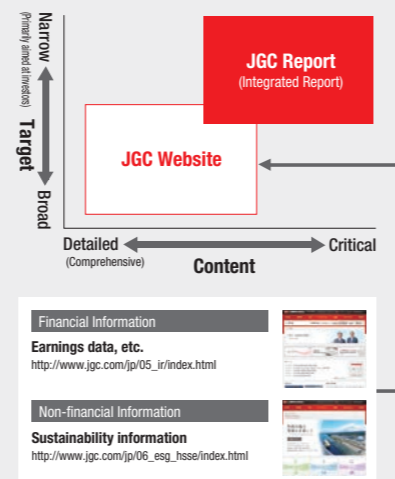 Narrow
(Primarily aimed at investors)
Target
Broad
JGC Report
(Integrated Report)
JGC Website
Detailed
(Comprehensive)
Critical
Content
Financial Information
Earnings data, etc.
http://www.jgc.com/jp/05_ir/index.html
Non-financial Information
Sustainability information
http://www.jgc.com/jp/06_esg_hsse/index.html